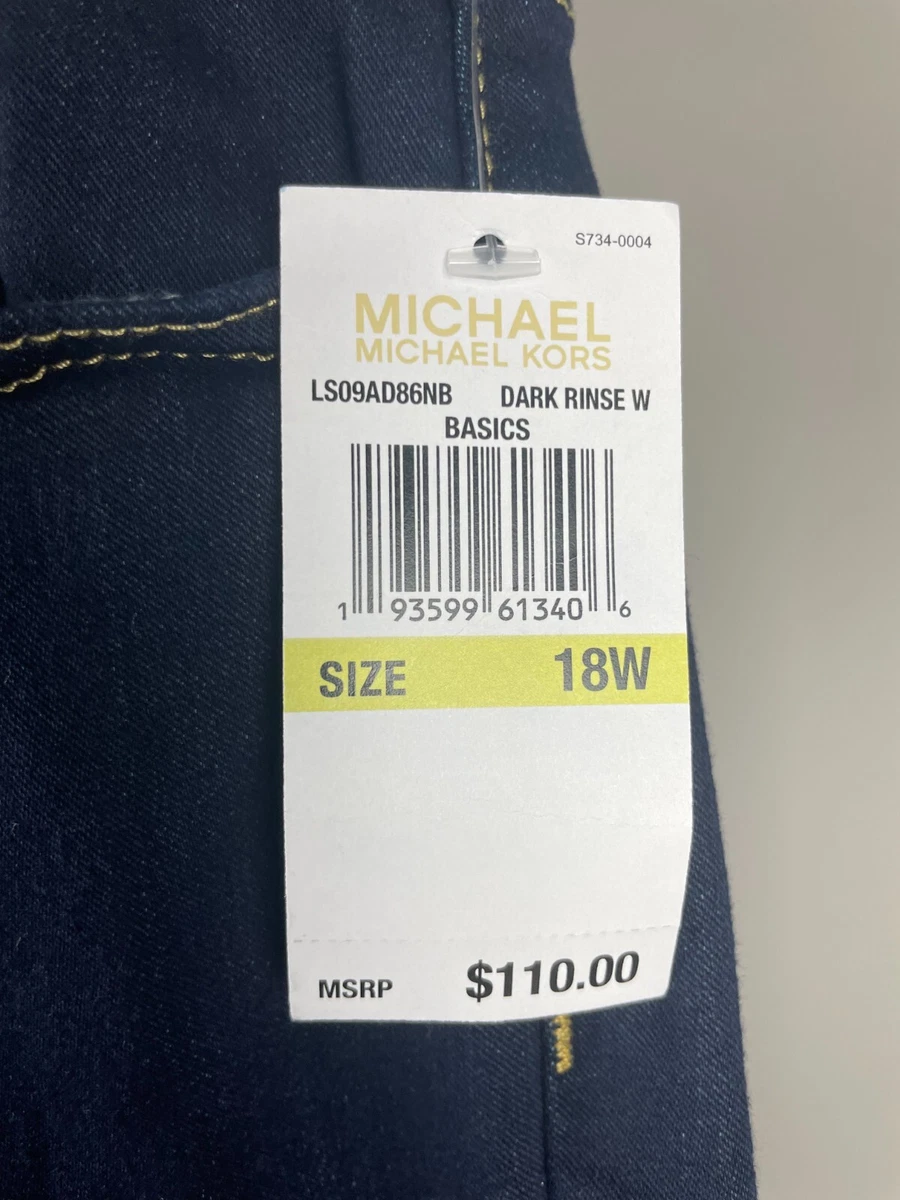 S734-0004
MICHAEL
MICHAEL KORS
LS09AD86NB DARK RINSE W
BASICS
1 93599 61340 6
SIZE 18W
MSRP $110.00